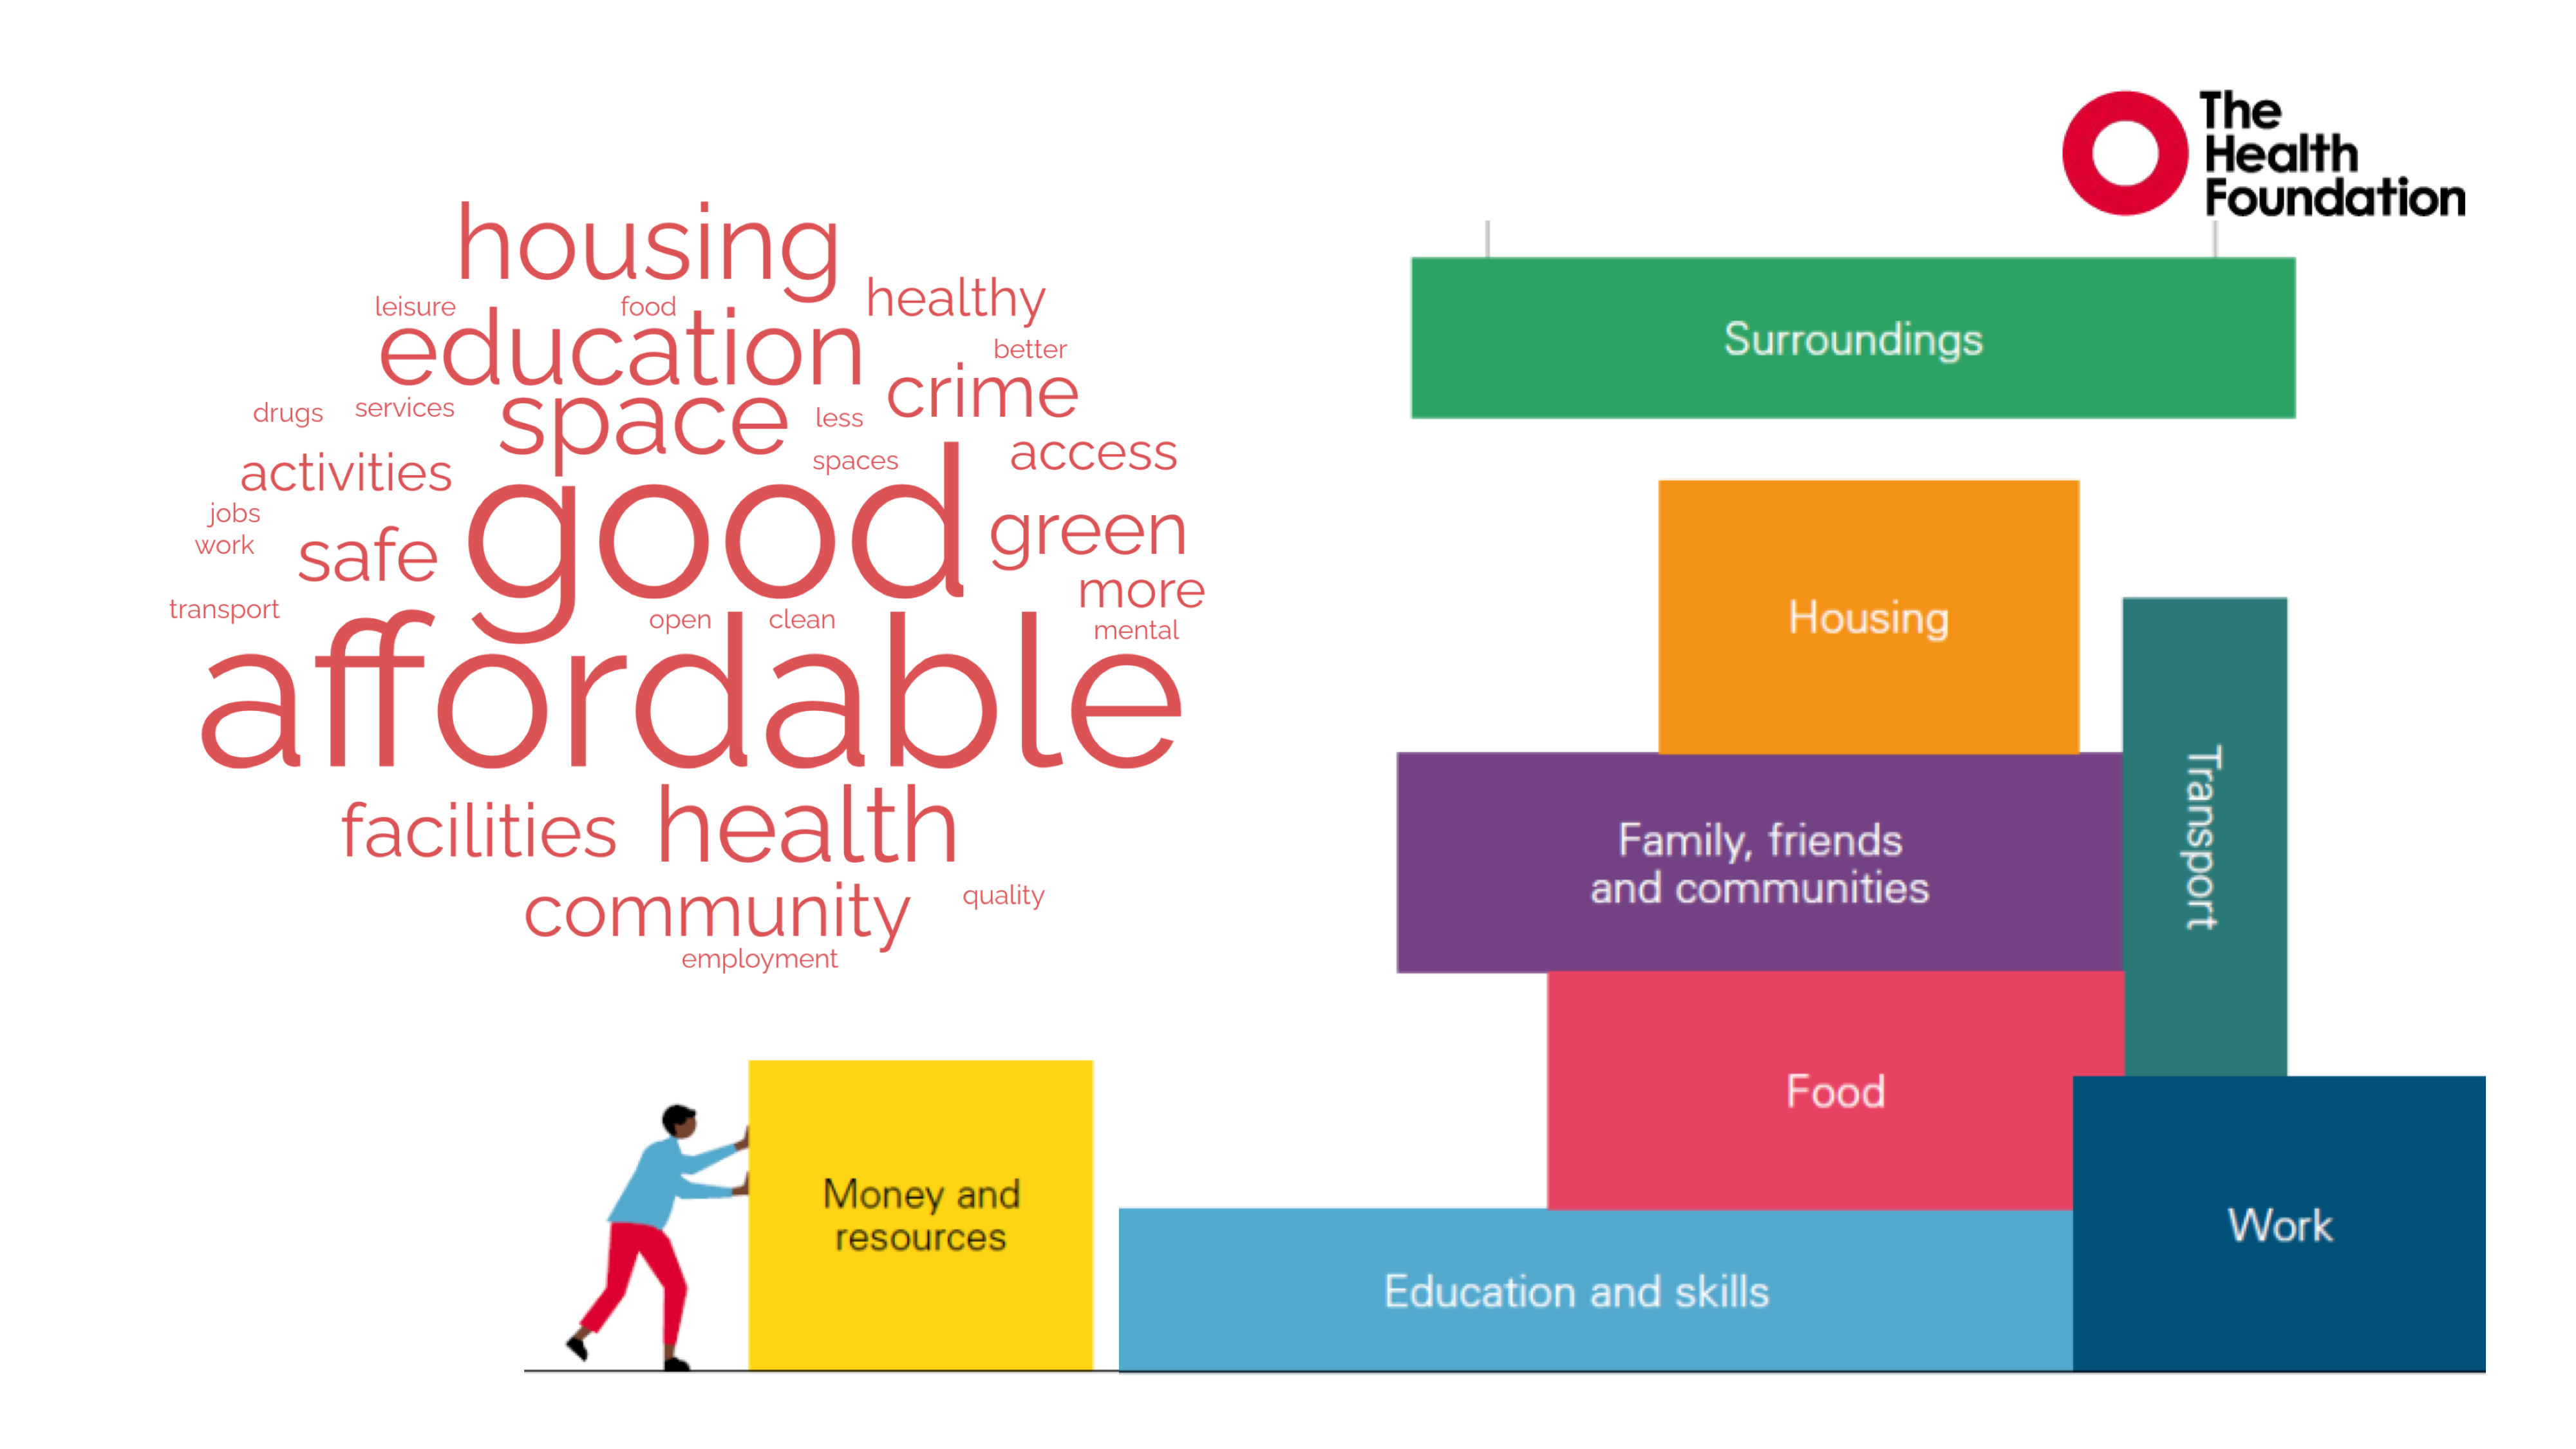 The
Health
Foundation
housing
leisure
food
healthy
education
better
crime
drugs
services
space
less
access
activities
spaces
jobs
good
green
work
safe
more
transport
open
clean
mental
affordable
facilities
health
community
quality
employment
Surroundings
Housing
Transport
Family, friends
and communities
Food
Money and
resources
Work
Education and skills